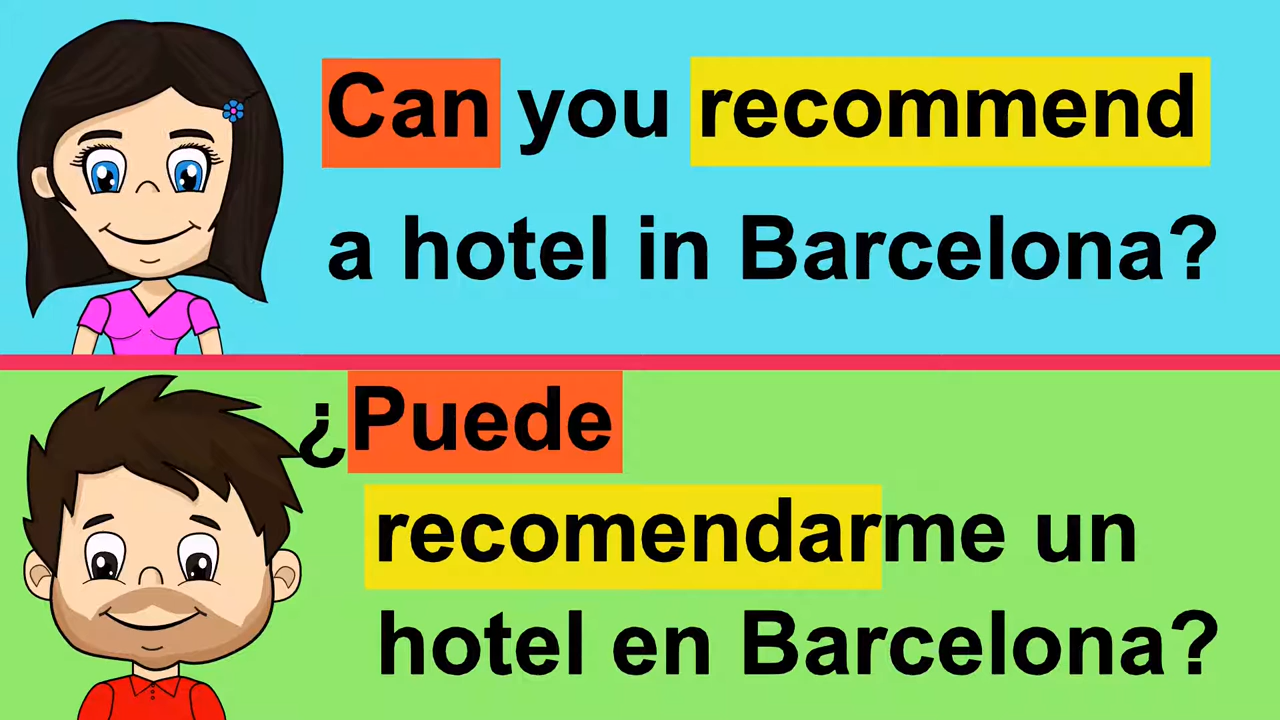 Can you recommend
a hotel in Barcelona?
¿Puede
recomendarme un
hotel en Barcelona?